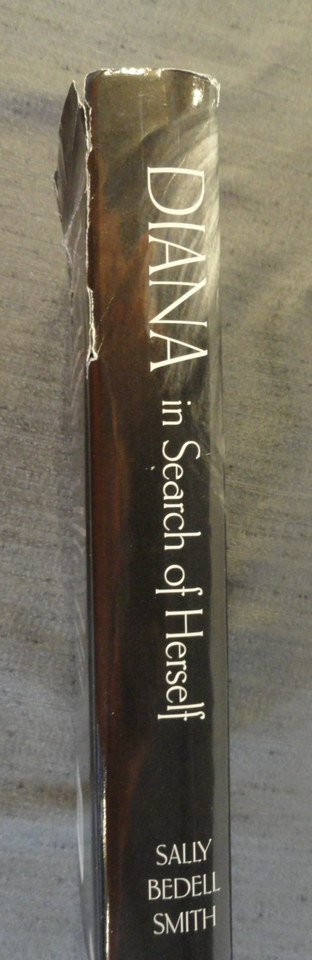 DIANA in Search of Herself
SALLY
BEDELL
SMITH